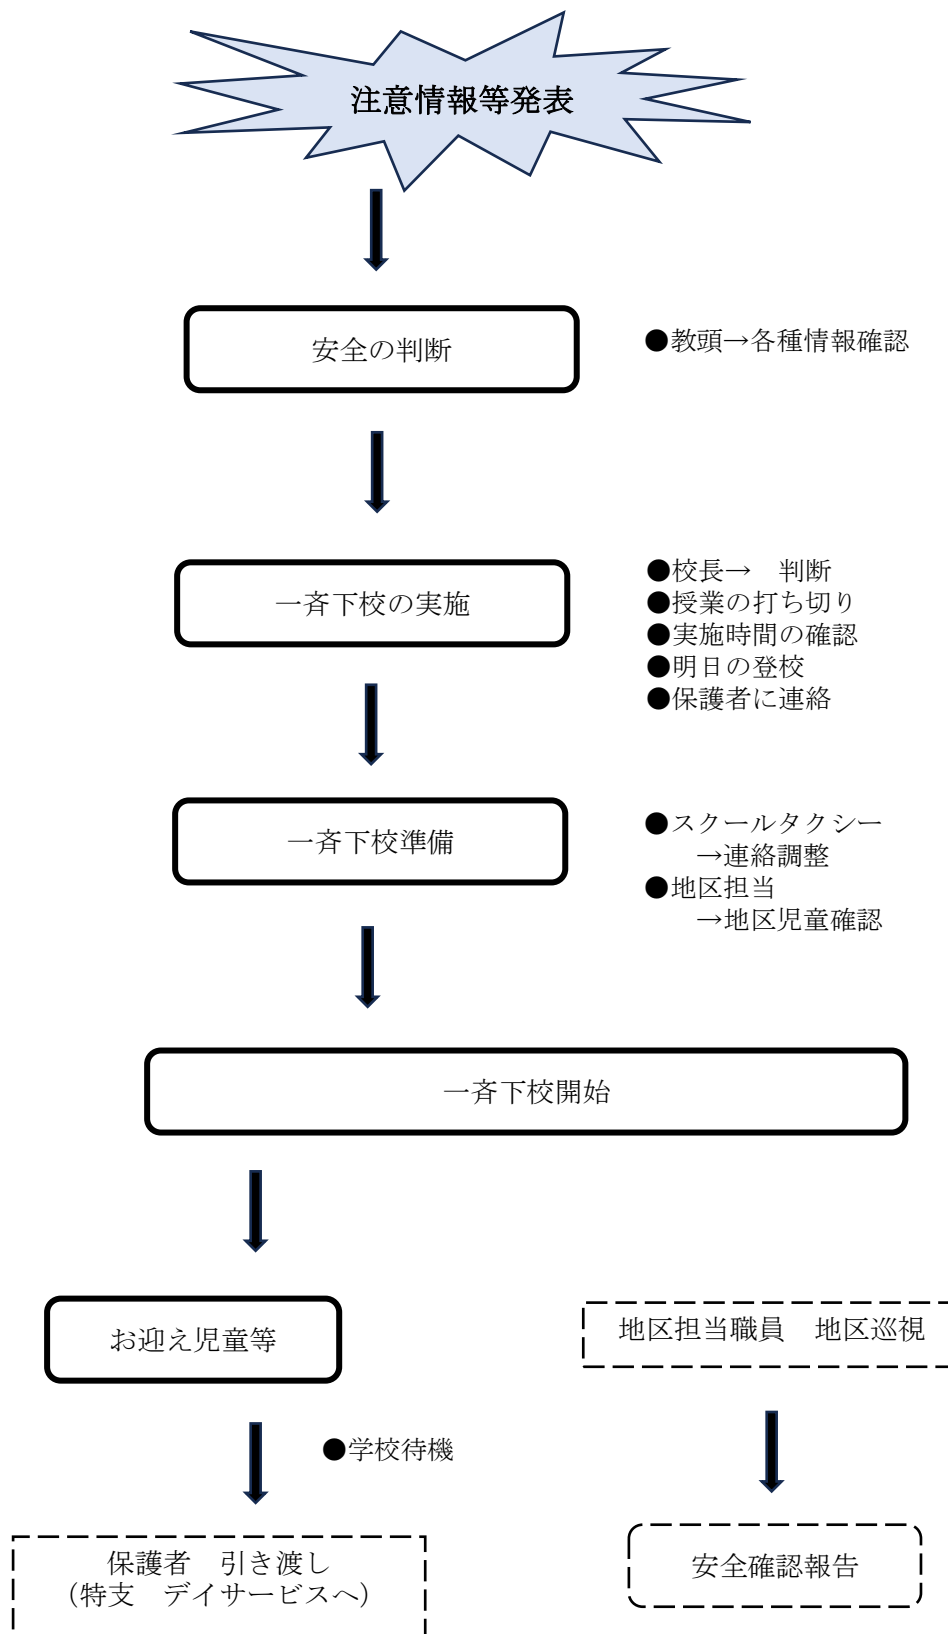 注意情報等発表
安全の判断
●教頭→各種情報確認
一斉下校の実施
●校長→　判断
●授業の打ち切り
●実施時間の確認
●明日の登校
●保護者に連絡
一斉下校準備
●スクールタクシー
→連絡調整
●地区担当
→地区児童確認
一斉下校開始
お迎え児童等
地区担当職員　地区巡視
●学校待機
保護者　引き渡し
（特支　デイサービスへ）
安全確認報告